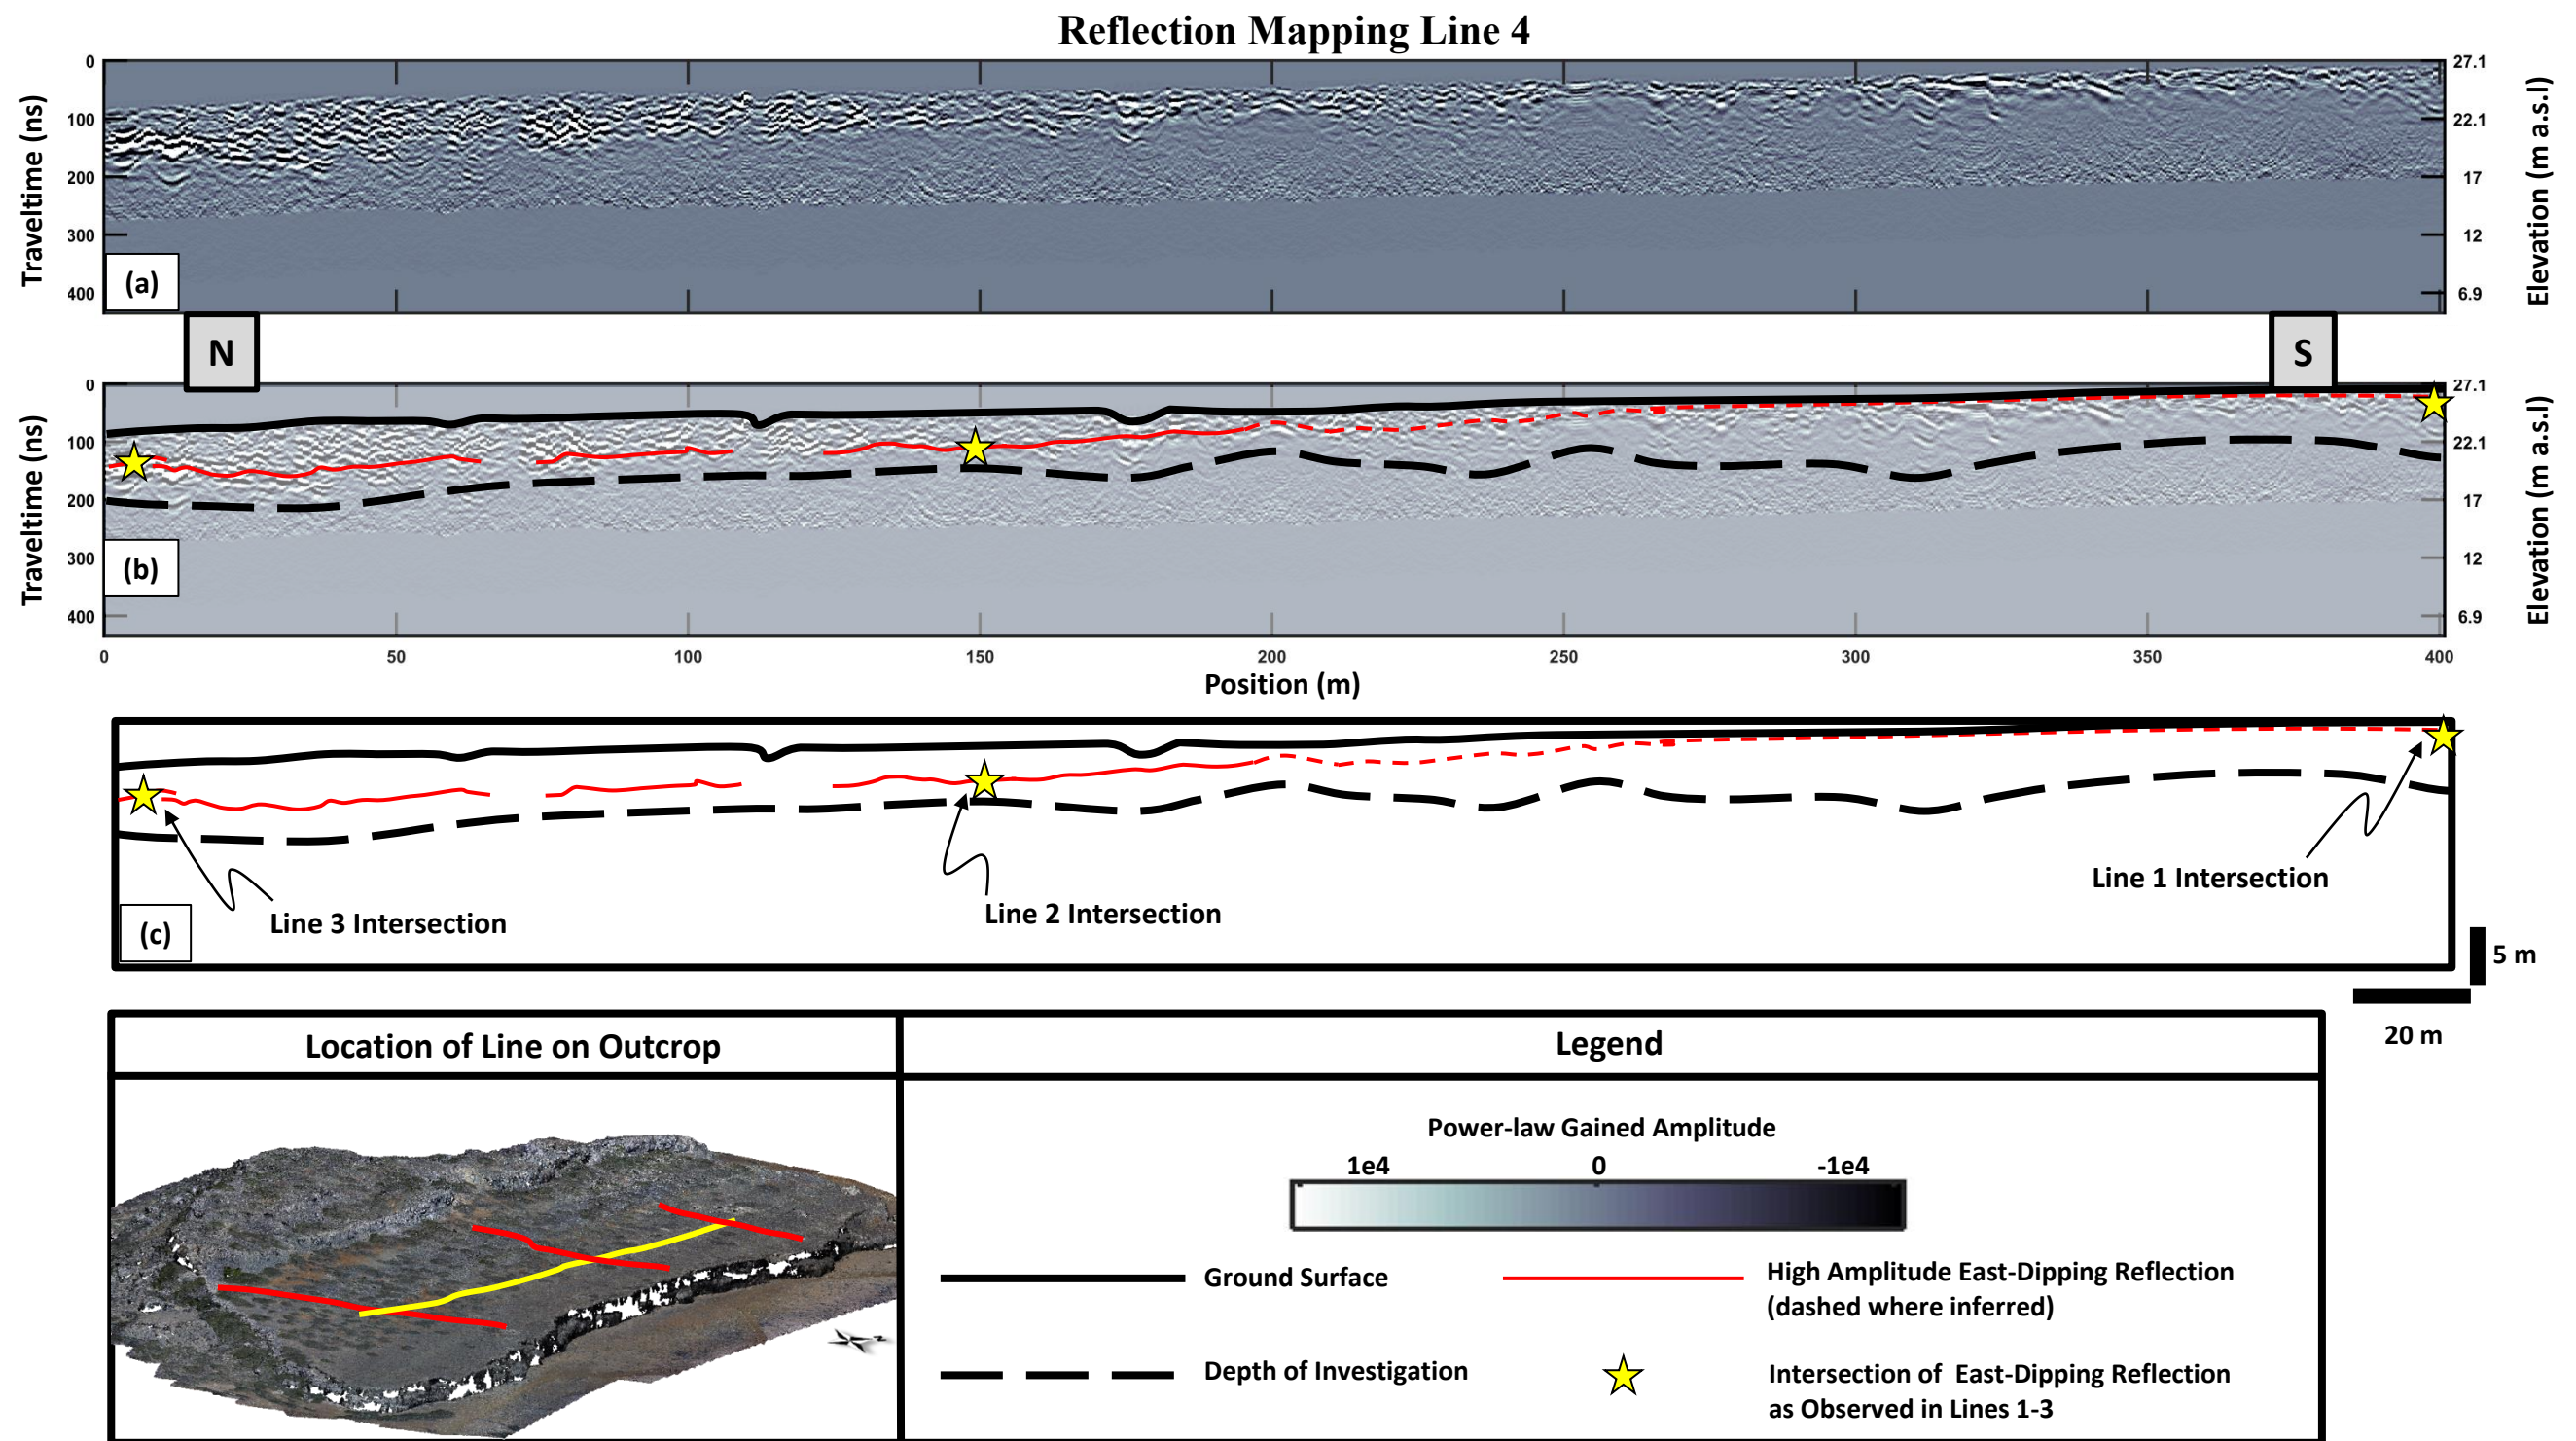 Reflection Mapping Line 4
Traveltime (ns)
0
100
200
300
400
(a)
27.1
22.1
17
12
6.9
Elevation (m a.s.l)
N
S
Traveltime (ns)
0
100
200
300
400
(b)
27.1
22.1
17
12
6.9
Elevation (m a.s.l)
0 50 100 150 200 250 300 350 400
Position (m)
Line 3 Intersection
Line 2 Intersection
Line 1 Intersection
(c)
5 m
20 m
Location of Line on Outcrop
Legend
Power-law Gained Amplitude
1e4 0 -1e4
Ground Surface
High Amplitude East-Dipping Reflection
(dashed where inferred)
Depth of Investigation
Intersection of East-Dipping Reflection
as Observed in Lines 1-3